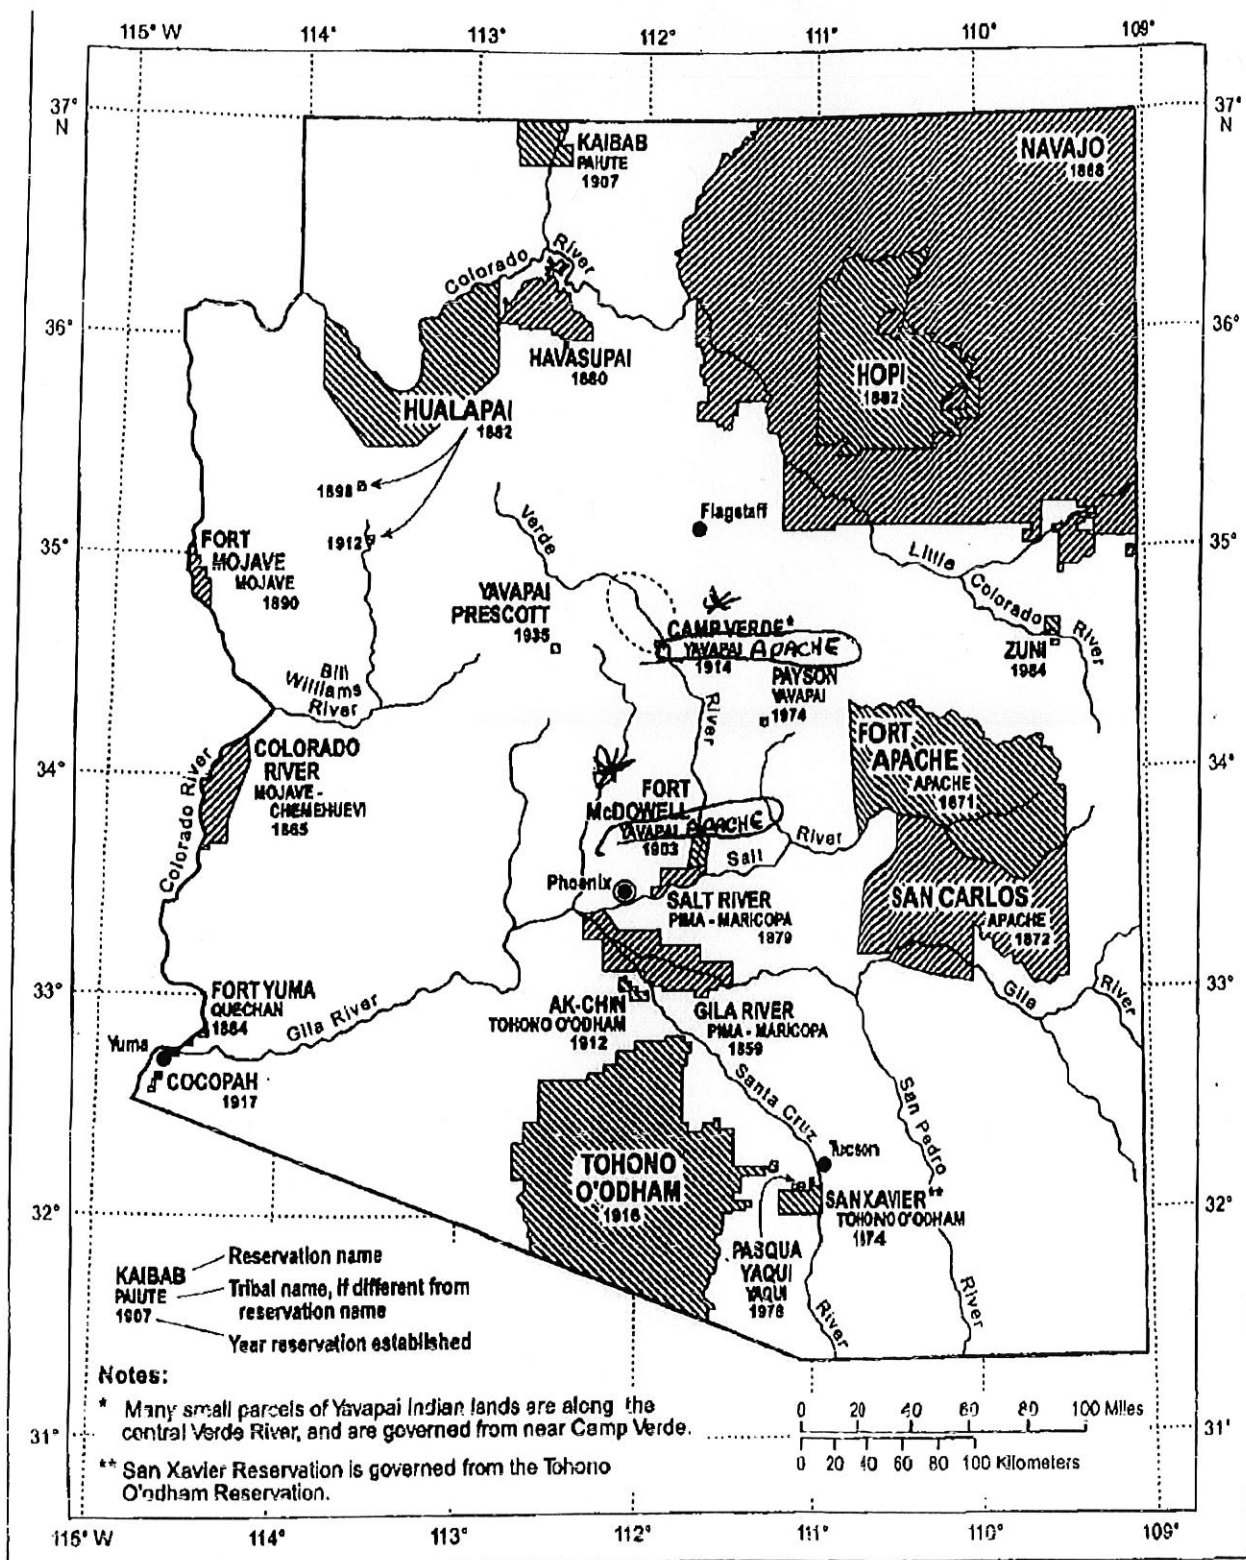 115° W 114° 113° 112° 111° 110° 109°
37°
N
37°
N
KAIBAB
PAIUTE
1907
NAVAJO
1868
Colorado River
36°
36°
HAVASUPAI
1880
HOPI
1882
HUALAPAI
1882
1898
1912
Verde
Flagstaff
35°
35°
FORT
MOJAVE
MOJAVE
1890
Little Colorado River
YAVAPAI
PRESCOTT
1935
CAMP VERDE*
YAVAPAI APACHE
1914
ZUNI
1984
PAYSON
YAVAPAI
1974
Bill
Williams
River
River
COLORADO
RIVER
MOJAVE -
CHEMEHUEVI
1865
Colorado River
34°
34°
FORT
APACHE
APACHE
1871
FORT
McDOWELL
YAVAPAI APACHE
1903
Salt River
Phoenix
SALT RIVER
PIMA - MARICOPA
1879
SAN CARLOS
APACHE
1872
33°
33°
FORT YUMA
QUECHAN
1884
Gila River
AK-CHIN
TOHONO O'ODHAM
1912
GILA RIVER
PIMA - MARICOPA
1859
Gila River
Yuma
COCOPAH
1917
Santa Cruz
San Pedro
Tucson
TOHONO
O'ODHAM
1916
SAN XAVIER**
TOHONO O'ODHAM
1874
32°
32°
PASQUA
YAQUI
YAQUI
1978
River
River
KAIBAB
PAIUTE
1907
Reservation name
Tribal name, if different from
reservation name
Year reservation established
Notes:
* Many small parcels of Yavapai Indian lands are along the
central Verde River, and are governed from near Camp Verde.
** San Xavier Reservation is governed from the Tohono
O'odham Reservation.
0 20 40 60 80 100 Miles
0 20 40 60 80 100 Kilometers
31°
31°
115° W 114° 113° 112° 111° 110° 109°